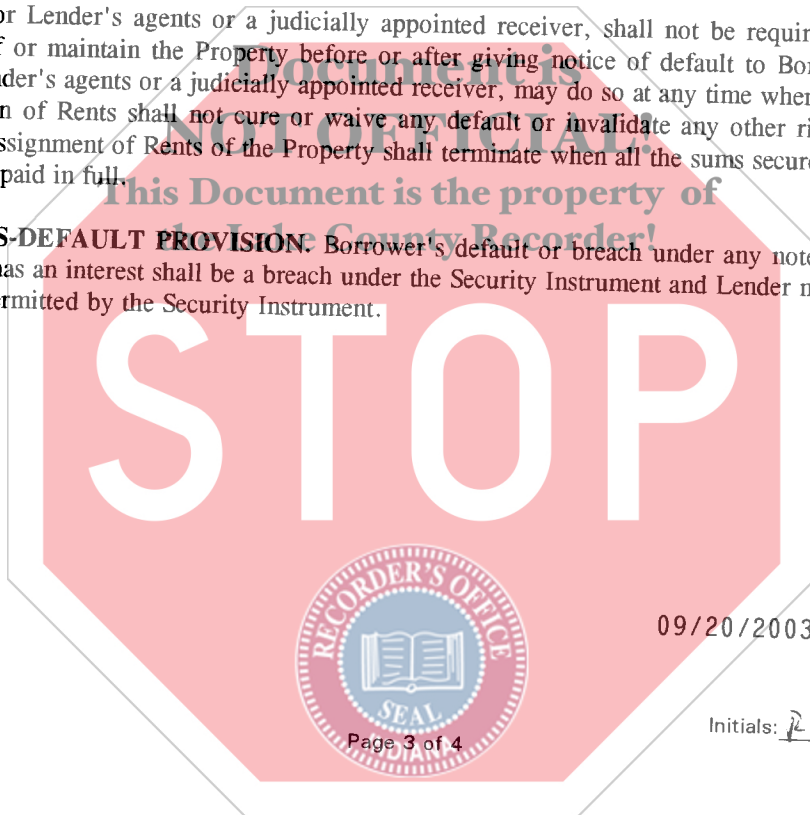 or Lender's agents or a judicially appointed receiver, shall not be requir
f or maintain the Property before or after giving notice of default to Bor
der's agents or a judicially appointed receiver, may do so at any time when
n of Rents shall not cure or waive any default or invalidate any other ri
ssignment of Rents of the Property shall terminate when all the sums secur
paid in full.
Document is
NOT OFFICIAL!
This Document is the property of
the Lake County Recorder!
S-DEFAULT PROVISION. Borrower's default or breach under any note
has an interest shall be a breach under the Security Instrument and Lender m
rmitted by the Security Instrument.
STOP
RECORDER'S OFFICE
SEAL
INDIANA
09/20/2003
Initials:
Page 3 of 4